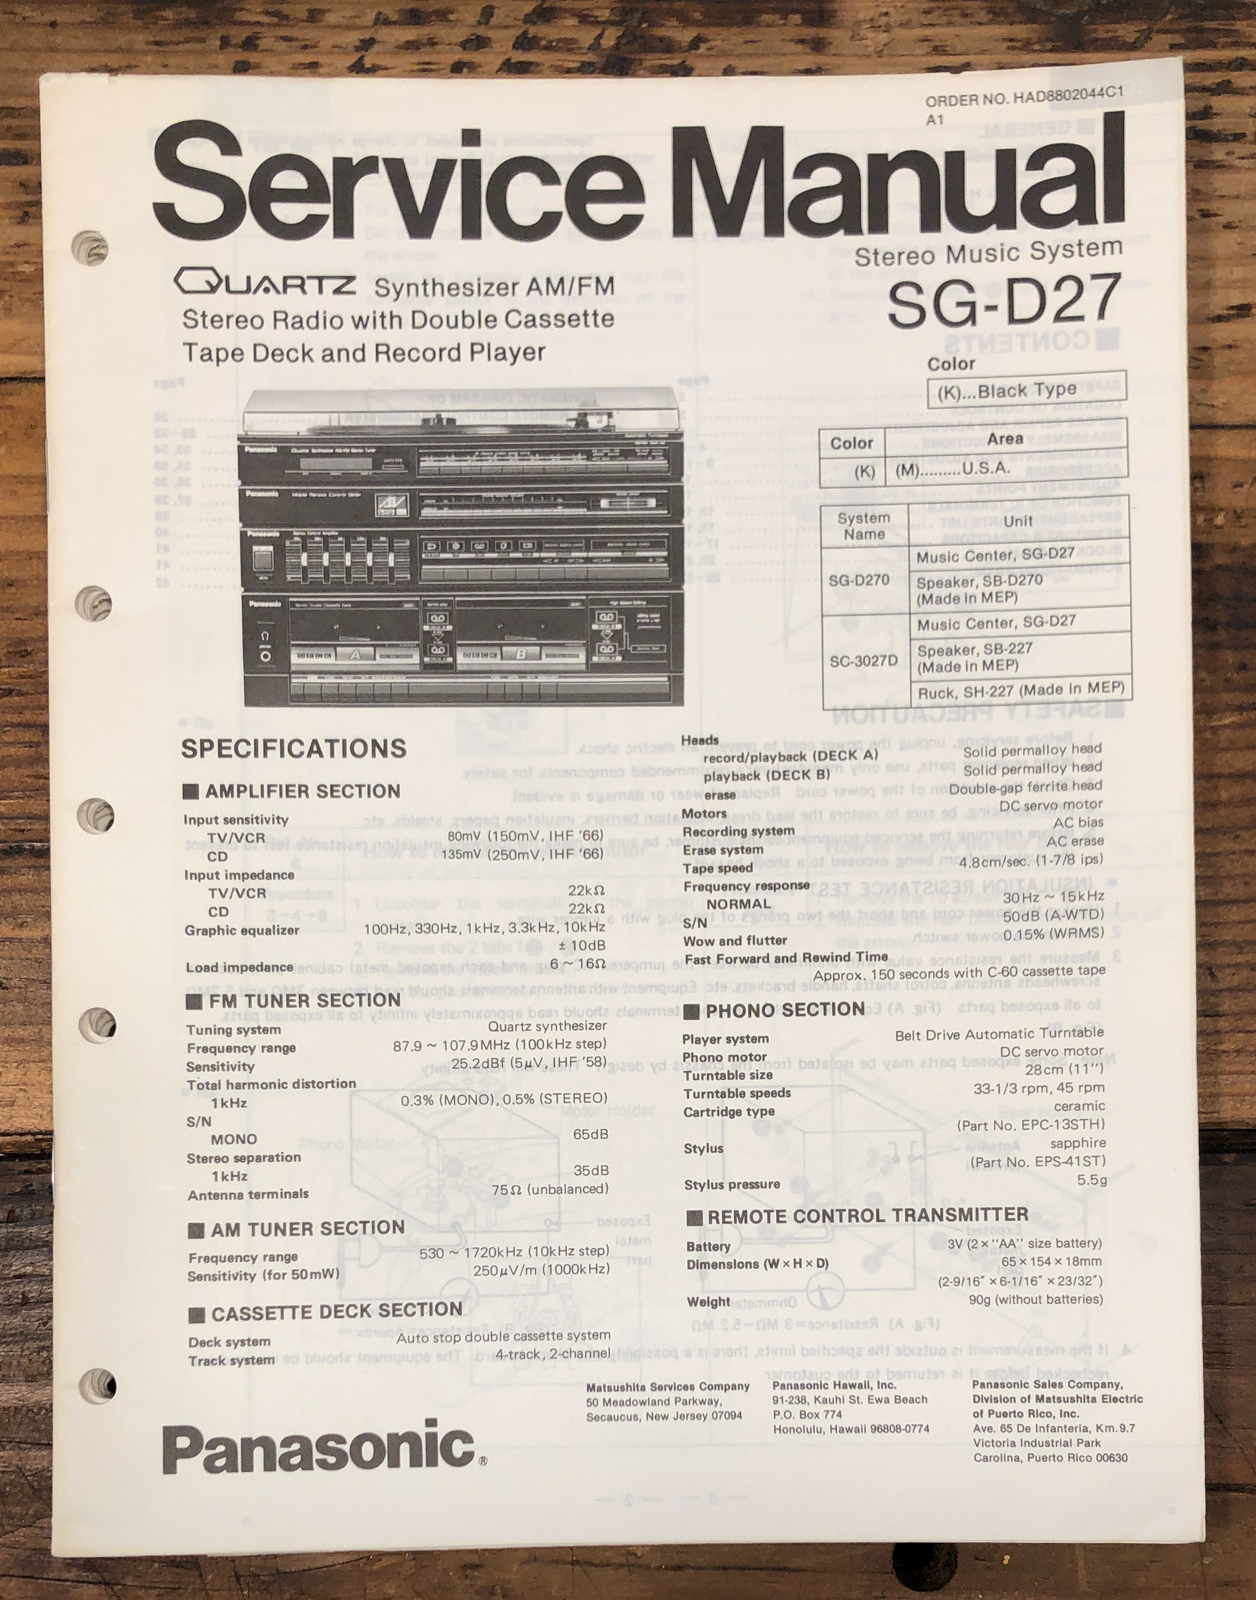 ORDER NO. HAD8802044C1
A1
Service Manual
Stereo Music System
SG-D27
QUARTZ Synthesizer AM/FM
Stereo Radio with Double Cassette
Tape Deck and Record Player
Color
(K)...Black Type
Color Area
(K) (M).........U.S.A.
System Name Unit
SG-D270 Music Center, SG-D27
Speaker, SB-D270
(Made in MEP)
SC-3027D Music Center, SG-D27
Speaker, SB-227
(Made in MEP)
Ruck, SH-227 (Made in MEP)
Panasonic
Panasonic
Panasonic
Panasonic
A
B
SPECIFICATIONS
■ AMPLIFIER SECTION
Input sensitivity
TV/VCR 80mV (150mV, IHF '66)
CD 135mV (250mV, IHF '66)
Input impedance
TV/VCR 22kΩ
CD 22kΩ
Graphic equalizer 100Hz, 330Hz, 1kHz, 3.3kHz, 10kHz
± 10dB
Load impedance 6 ~ 16Ω
■ FM TUNER SECTION
Tuning system Quartz synthesizer
Frequency range 87.9 ~ 107.9MHz (100kHz step)
Sensitivity 25.2dBf (5μV, IHF '58)
Total harmonic distortion
1kHz 0.3% (MONO), 0.5% (STEREO)
S/N
MONO 65dB
Stereo separation
1kHz 35dB
Antenna terminals 75Ω (unbalanced)
■ AM TUNER SECTION
Frequency range 530 ~ 1720kHz (10kHz step)
Sensitivity (for 50mW) 250μV/m (1000kHz)
■ CASSETTE DECK SECTION
Deck system Auto stop double cassette system
Track system 4-track, 2-channel
Heads
record/playback (DECK A) Solid permalloy head
playback (DECK B) Solid permalloy head
erase Double-gap ferrite head
Motors DC servo motor
Recording system AC bias
Erase system AC erase
Tape speed 4.8cm/sec. (1-7/8 ips)
Frequency response
NORMAL 30Hz ~ 15kHz
S/N 50dB (A-WTD)
Wow and flutter 0.15% (WRMS)
Fast Forward and Rewind Time
Approx. 150 seconds with C-60 cassette tape
■ PHONO SECTION
Player system Belt Drive Automatic Turntable
Phono motor DC servo motor
Turntable size 28cm (11'')
Turntable speeds 33-1/3 rpm, 45 rpm
Cartridge type ceramic
(Part No. EPC-13STH)
Stylus sapphire
(Part No. EPS-41ST)
Stylus pressure 5.5g
■ REMOTE CONTROL TRANSMITTER
Battery 3V (2 × "AA" size battery)
Dimensions (W × H × D) 65 × 154 × 18mm
(2-9/16" × 6-1/16" × 23/32")
Weight 90g (without batteries)
Matsushita Services Company
50 Meadowland Parkway,
Secaucus, New Jersey 07094
Panasonic Hawaii, Inc.
91-238, Kauhi St. Ewa Beach
P.O. Box 774
Honolulu, Hawaii 96808-0774
Panasonic Sales Company,
Division of Matsushita Electric
of Puerto Rico, Inc.
Ave. 65 De Infanteria, Km. 9.7
Victoria Industrial Park
Carolina, Puerto Rico 00630
Panasonic®